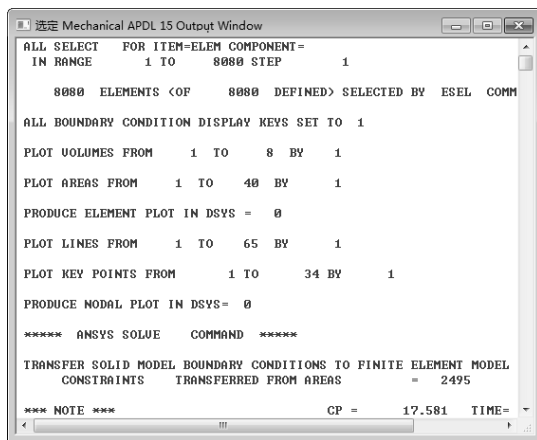 选定 Mechanical APDL 15 Output Window
ALL SELECT   FOR ITEM=ELEM COMPONENT=
IN RANGE       1 TO      8080 STEP        1
8080  ELEMENTS (OF     8080  DEFINED) SELECTED BY  ESEL  COMM
ALL BOUNDARY CONDITION DISPLAY KEYS SET TO  1
PLOT VOLUMES FROM     1  TO      8  BY     1
PLOT AREAS FROM     1  TO     40  BY       1
PRODUCE ELEMENT PLOT IN DSYS =   0
PLOT LINES FROM     1  TO     65  BY       1
PLOT KEY POINTS FROM       1 TO       34 BY       1
PRODUCE NODAL PLOT IN DSYS=  0
*****  ANSYS SOLVE    COMMAND  *****
TRANSFER SOLID MODEL BOUNDARY CONDITIONS TO FINITE ELEMENT MODEL
CONSTRAINTS    TRANSFERRED FROM AREAS         =   2495
*** NOTE ***                            CP =      17.581   TIME=